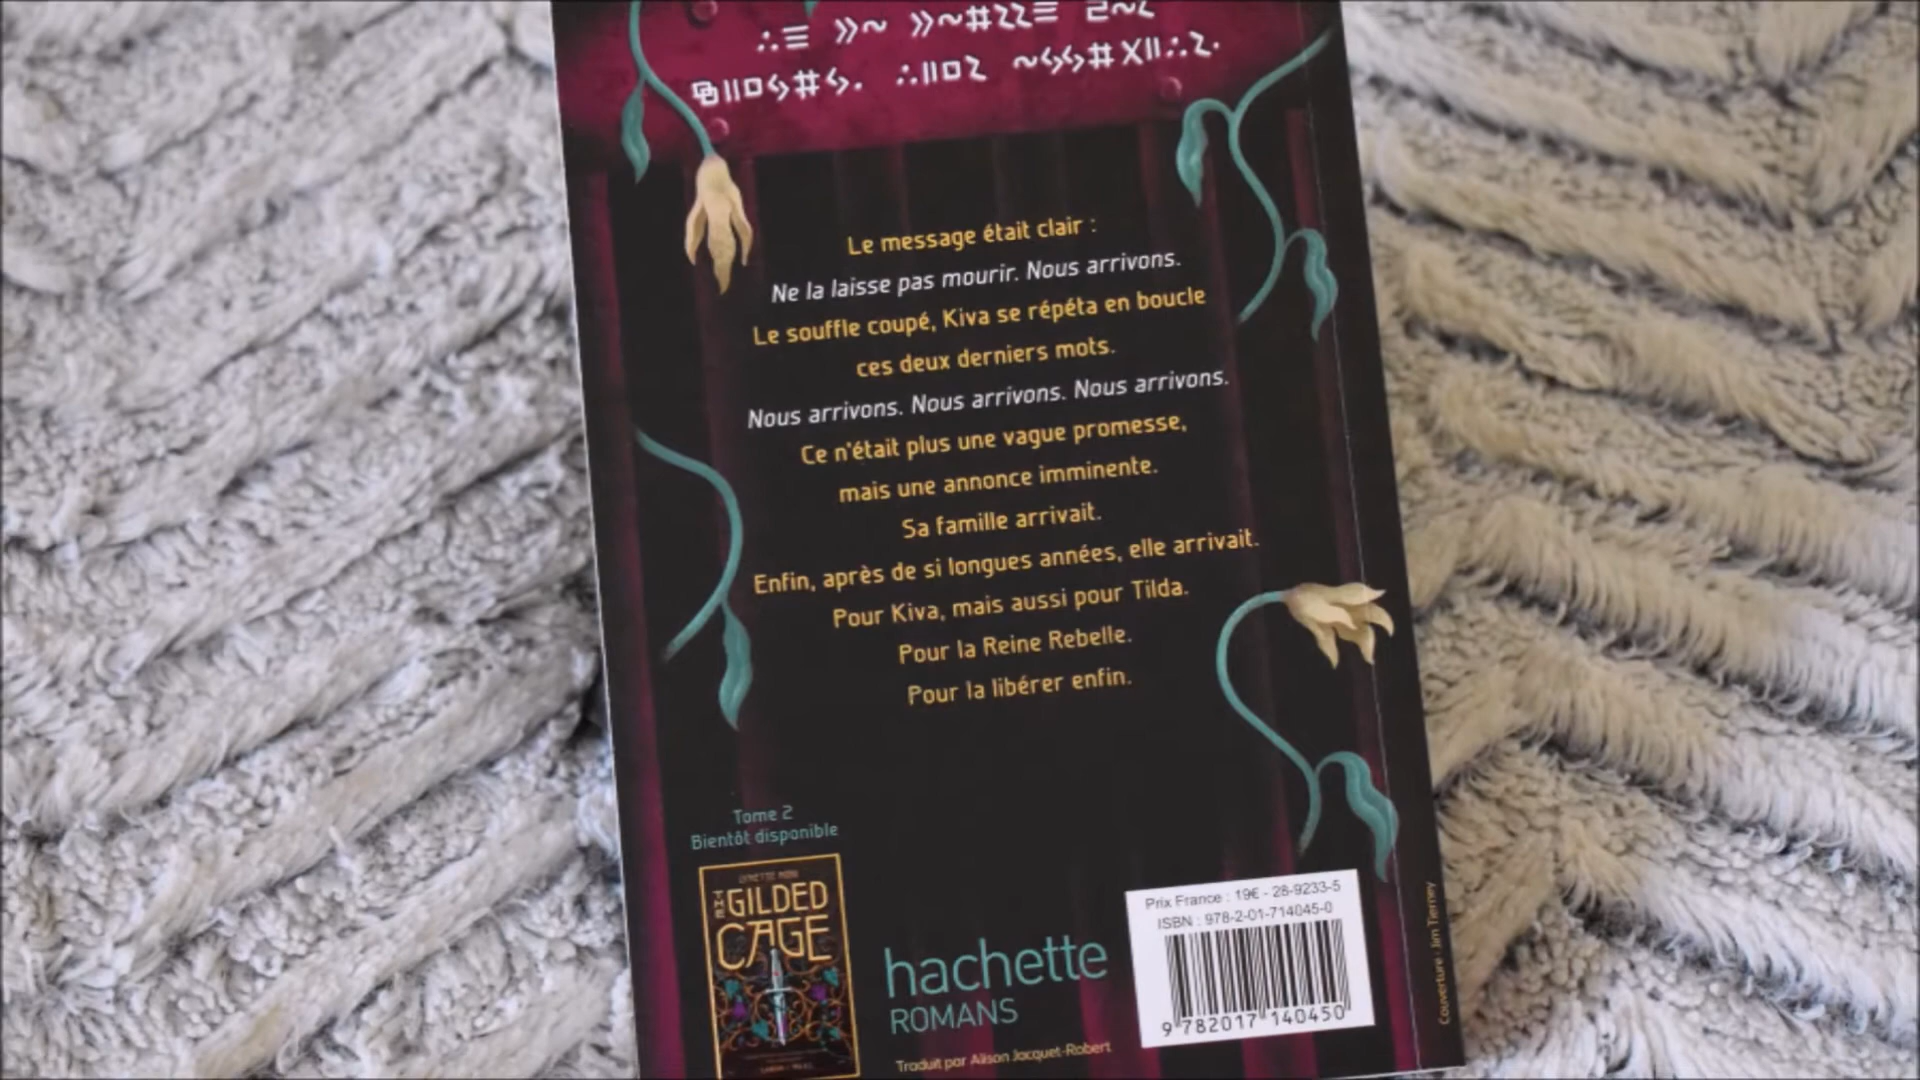 Le message était clair :
Ne la laisse pas mourir. Nous arrivons.
Le souffle coupé, Kiva se répéta en boucle
ces deux derniers mots.
Nous arrivons. Nous arrivons. Nous arrivons.
Ce n'était plus une vague promesse,
mais une annonce imminente.
Sa famille arrivait.
Enfin, après de si longues années, elle arrivait.
Pour Kiva, mais aussi pour Tilda.
Pour la Reine Rebelle.
Pour la libérer enfin.
Tome 2
Bientôt disponible
THE
GILDED
CAGE
hachette
ROMANS
Traduit par Alison Jacquet-Robert
Prix France : 19€ - 28-9233-5
ISBN : 978-2-01-714045-0
9 782017 140450
Couverture : Jim Tierney